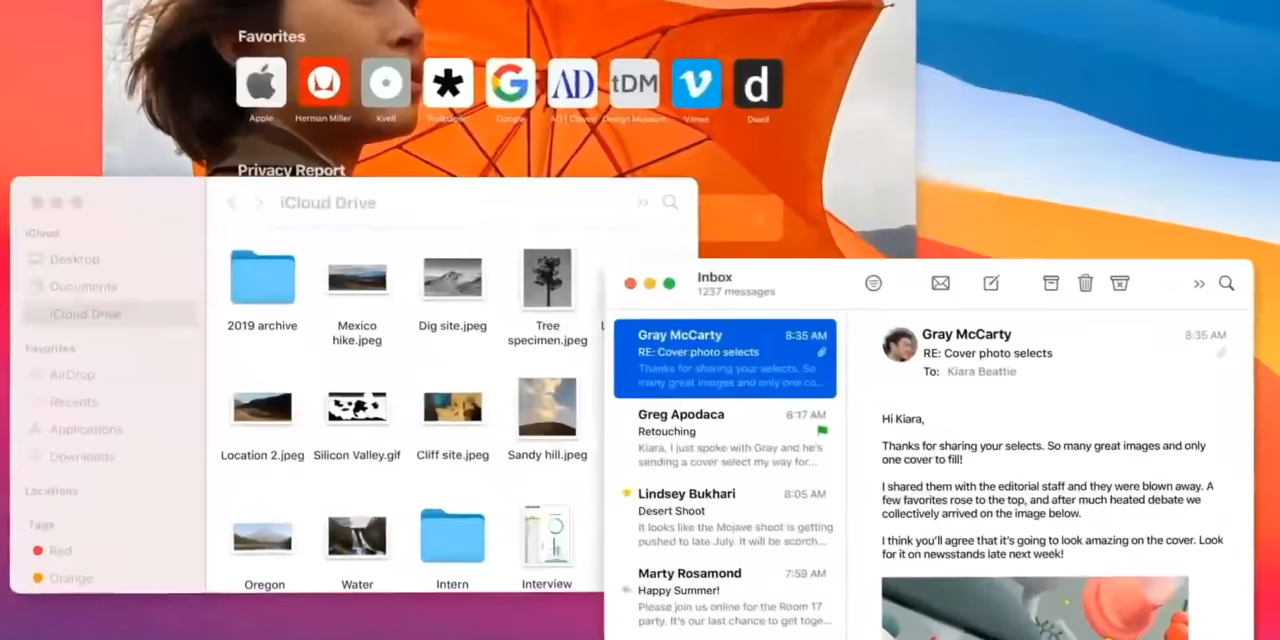 Favorites
AD
tDM
d
Apple
Herman Miller
Kvell
Wallpaper
Google
Design Museum
Vimeo
Dwell
Privacy Report
iCloud Drive
iCloud
Desktop
Documents
iCloud Drive
Favorites
AirDrop
Recents
Applications
Downloads
Locations
Tags
Red
Orange
2019 archive
Mexico
hike.jpeg
Dig site.jpeg
Tree
specimen.jpeg
Location 2.jpeg
Silicon Valley.gif
Cliff site.jpeg
Sandy hill.jpeg
Oregon
Water
Intern
Interview
Inbox
1237 messages
Gray McCarty 8:35 AM
RE: Cover photo selects
Thanks for sharing your selects. So
many great images and only one co...
Greg Apodaca 8:17 AM
Retouching
Kiara, I just spoke with Gray and he's
sending a cover select my way for...
Lindsey Bukhari 8:05 AM
Desert Shoot
It looks like the Mojave shoot is getting
pushed to late July. It will be scorch...
Marty Rosamond 7:59 AM
Happy Summer!
Please join us online for the Room 17
party. It's our last chance to get toge...
Gray McCarty 8:35 AM
RE: Cover photo selects
To: Kiara Beattie
Hi Kiara,
Thanks for sharing your selects. So many great images and only
one cover to fill!
I shared them with the editorial staff and they were blown away. A
few favorites rose to the top, and after much heated debate we
collectively arrived on the image below.
I think you'll agree that it's going to look amazing on the cover. Look
for it on newsstands late next week!